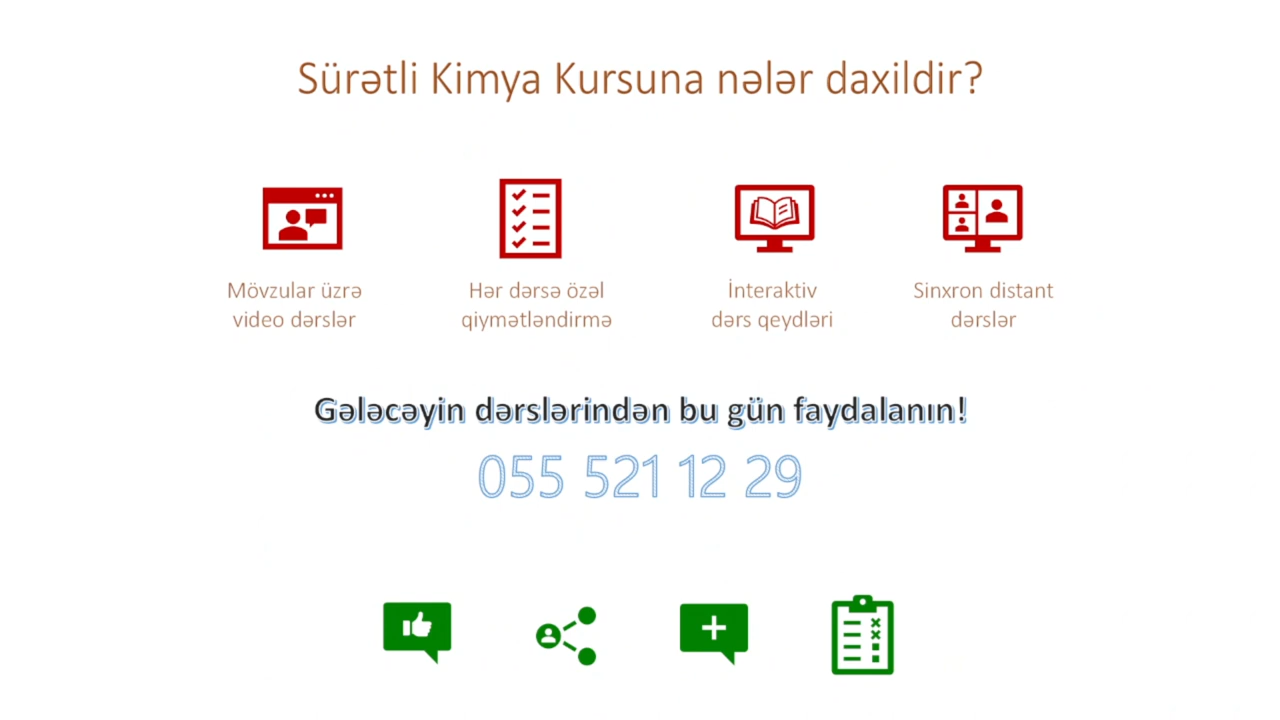 Sürətli Kimya Kursuna nələr daxildir?
Mövzular üzrə
video dərslər
Hər dərsə özəl
qiymətləndirmə
İnteraktiv
dərs qeydləri
Sinxron distant
dərslər
Gələcəyin dərslərindən bu gün faydalanın!
055 521 12 29